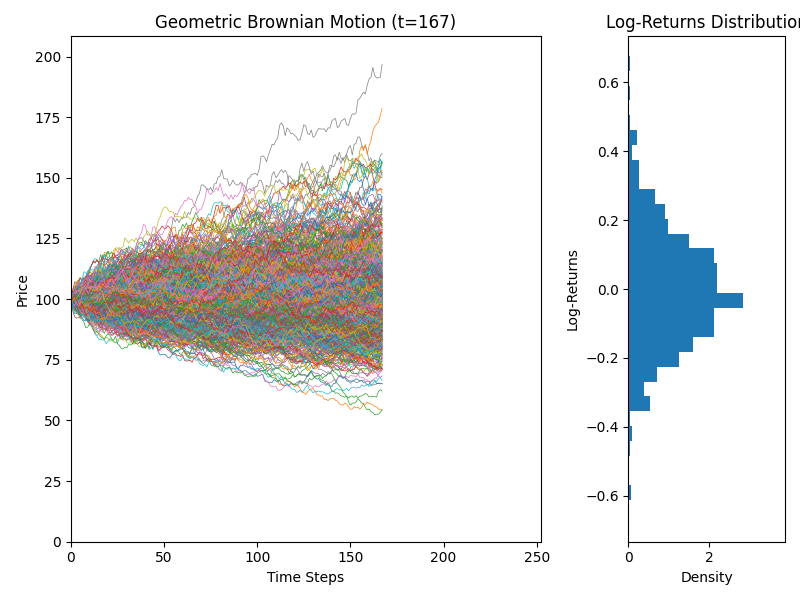 Geometric Brownian Motion (t=167)
Price
200
175
150
125
100
75
50
25
0
0 50 100 150 200 250
Time Steps
Log-Returns Distribution
Log-Returns
0.6
0.4
0.2
0.0
−0.2
−0.4
−0.6
0 2
Density